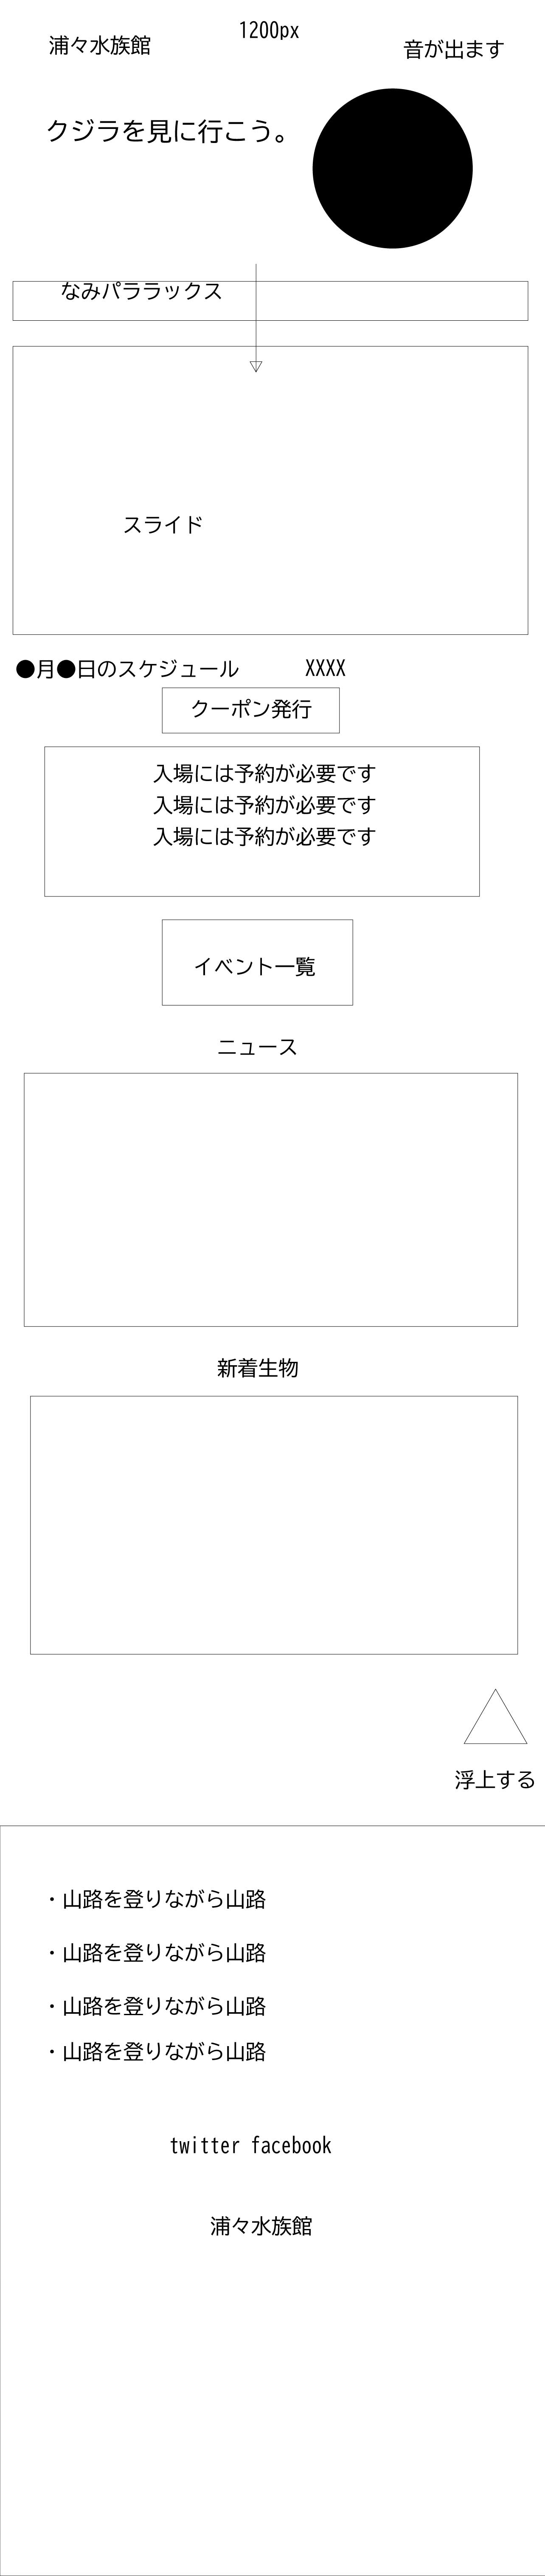 1200px
浦々水族館
音が出ます
クジラを見に行こう。
なみパララックス
スライド
●月●日のスケジュール XXXX
クーポン発行
入場には予約が必要です
入場には予約が必要です
入場には予約が必要です
イベント一覧
ニュース
新着生物
浮上する
・山路を登りながら山路
・山路を登りながら山路
・山路を登りながら山路
・山路を登りながら山路
twitter facebook
浦々水族館